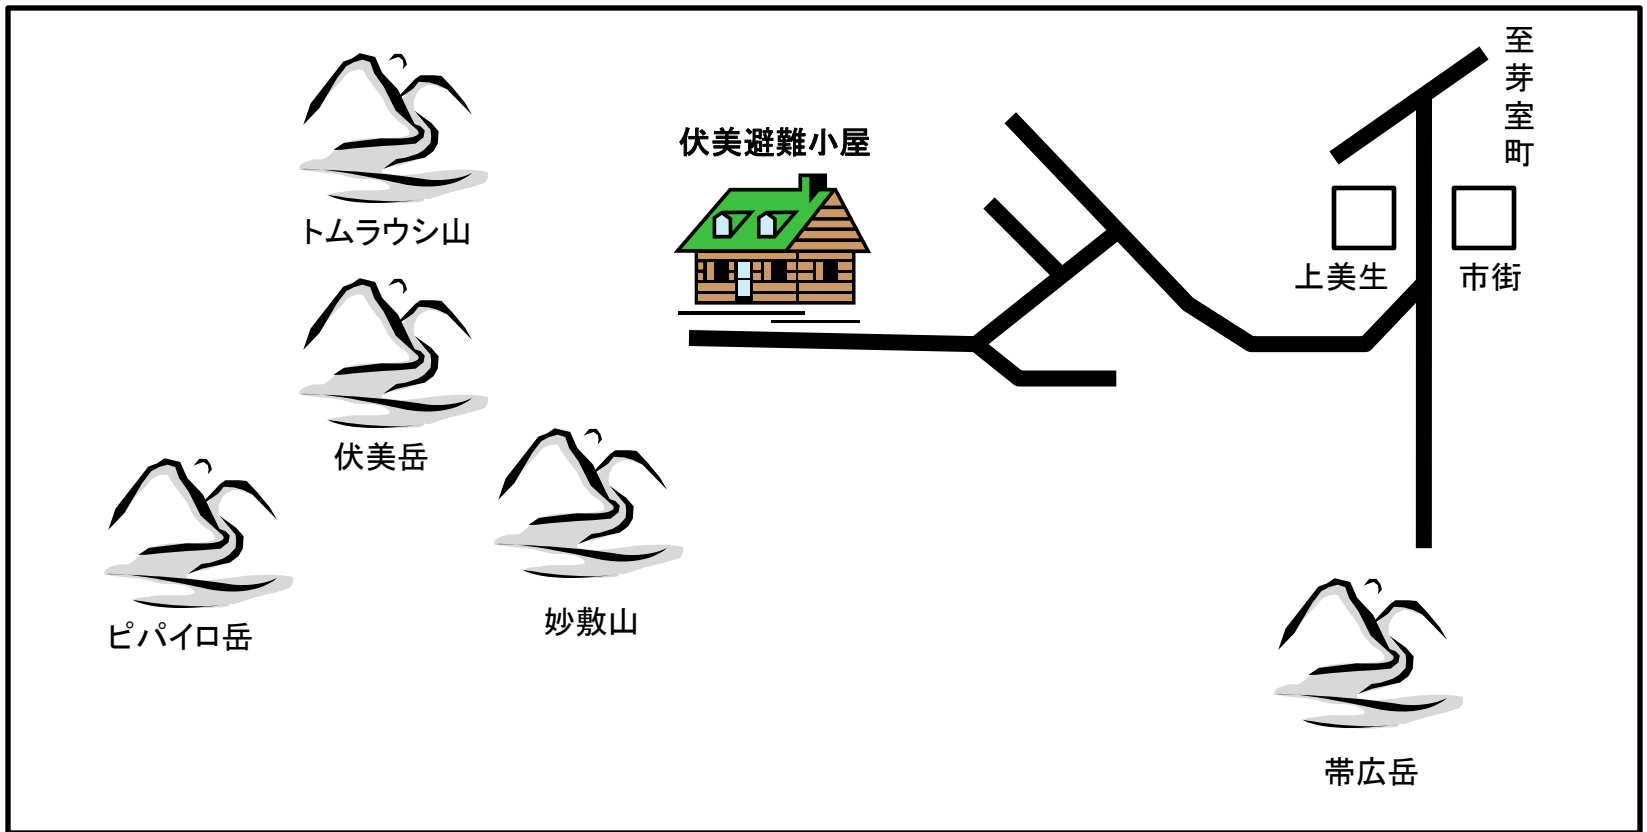 至芽室町
伏美避難小屋
トムラウシ山
上美生
市街
伏美岳
ピパイロ岳
妙敷山
帯広岳